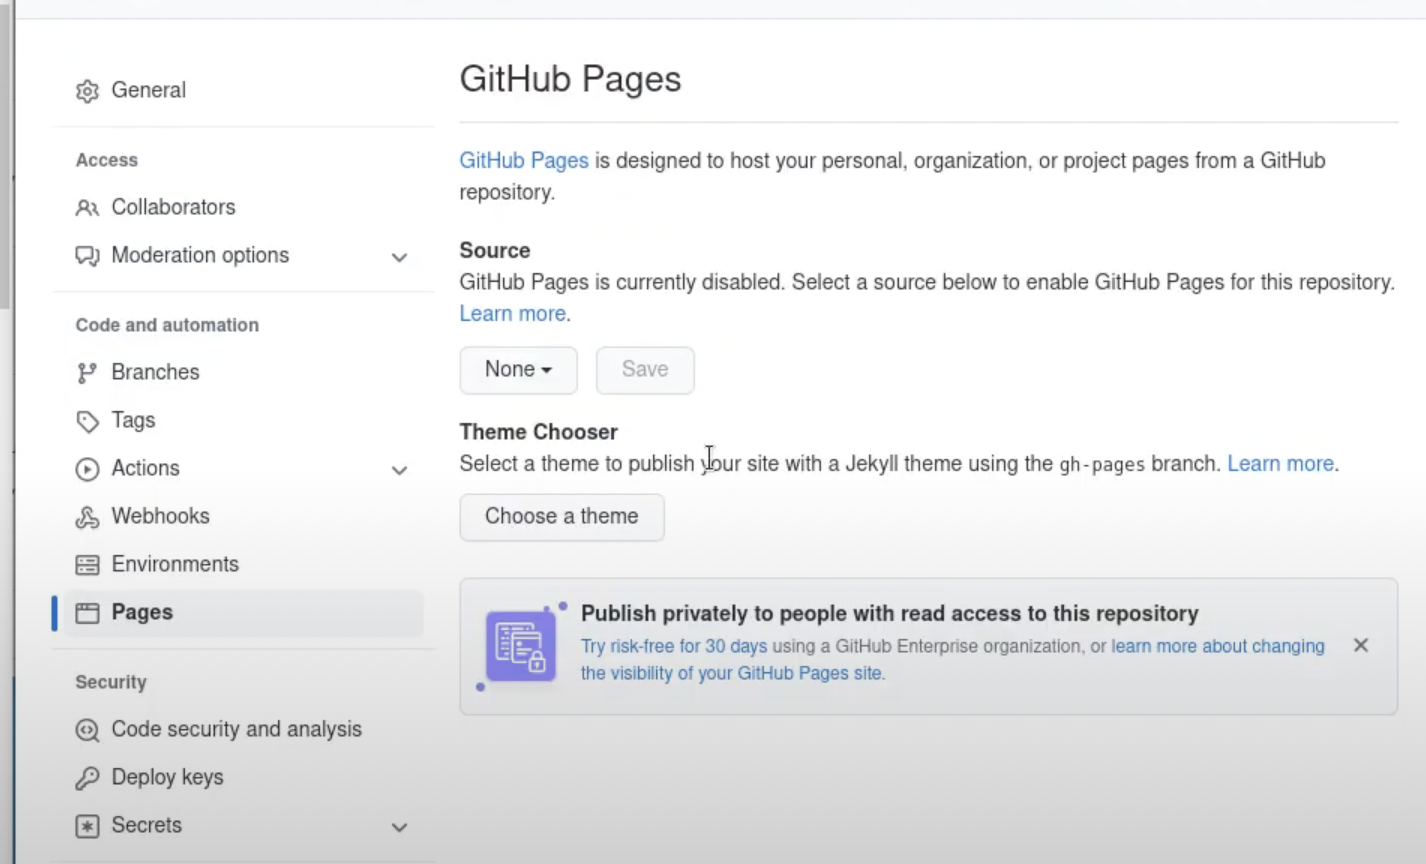 General
Access
Collaborators
Moderation options
Code and automation
Branches
Tags
Actions
Webhooks
Environments
Pages
Security
Code security and analysis
Deploy keys
Secrets
GitHub Pages
GitHub Pages is designed to host your personal, organization, or project pages from a GitHub
repository.
Source
GitHub Pages is currently disabled. Select a source below to enable GitHub Pages for this repository.
Learn more.
None Save
Theme Chooser
Select a theme to publish your site with a Jekyll theme using the gh-pages branch. Learn more.
Choose a theme
Publish privately to people with read access to this repository
Try risk-free for 30 days using a GitHub Enterprise organization, or learn more about changing
the visibility of your GitHub Pages site.